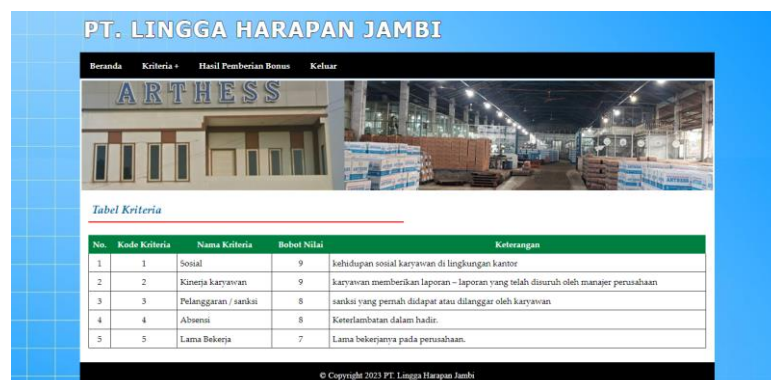 PT. LINGGA HARAPAN JAMBI
Beranda Kriteria + Hasil Pemberian Bonus Keluar
ARTHESS
Tabel Kriteria
No. Kode Kriteria Nama Kriteria Bobot Nilai Keterangan
1 1 Sosial 9 kehidupan sosial karyawan di lingkungan kantor
2 2 Kinerja karyawan 9 karyawan memberikan laporan – laporan yang telah disuruh oleh manajer perusahaan
3 3 Pelanggaran / sanksi 8 sanksi yang pernah didapat atau dilanggar oleh karyawan
4 4 Absensi 8 Keterlambatan dalam hadir.
5 5 Lama Bekerja 7 Lama bekerjanya pada perusahaan.
© Copyright 2023 PT. Lingga Harapan Jambi